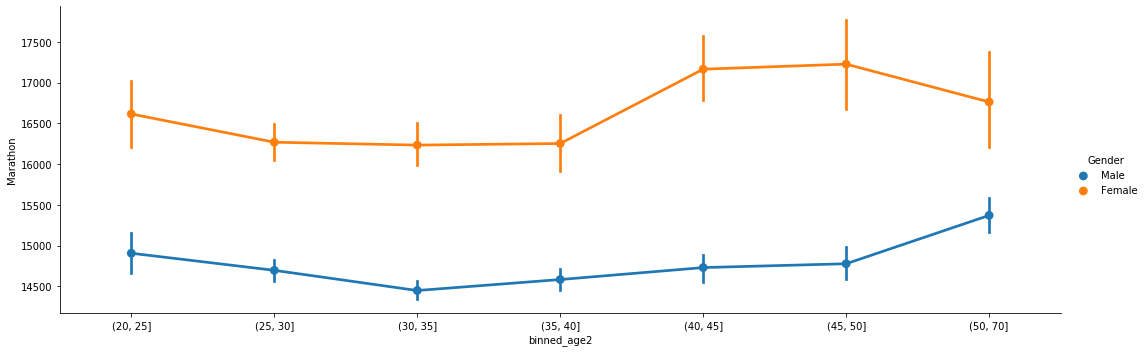 17500
17000
16500
16000
15500
15000
14500
Marathon
(20, 25]
(25, 30]
(30, 35]
(35, 40]
(40, 45]
(45, 50]
(50, 70]
binned_age2
Gender
Male
Female